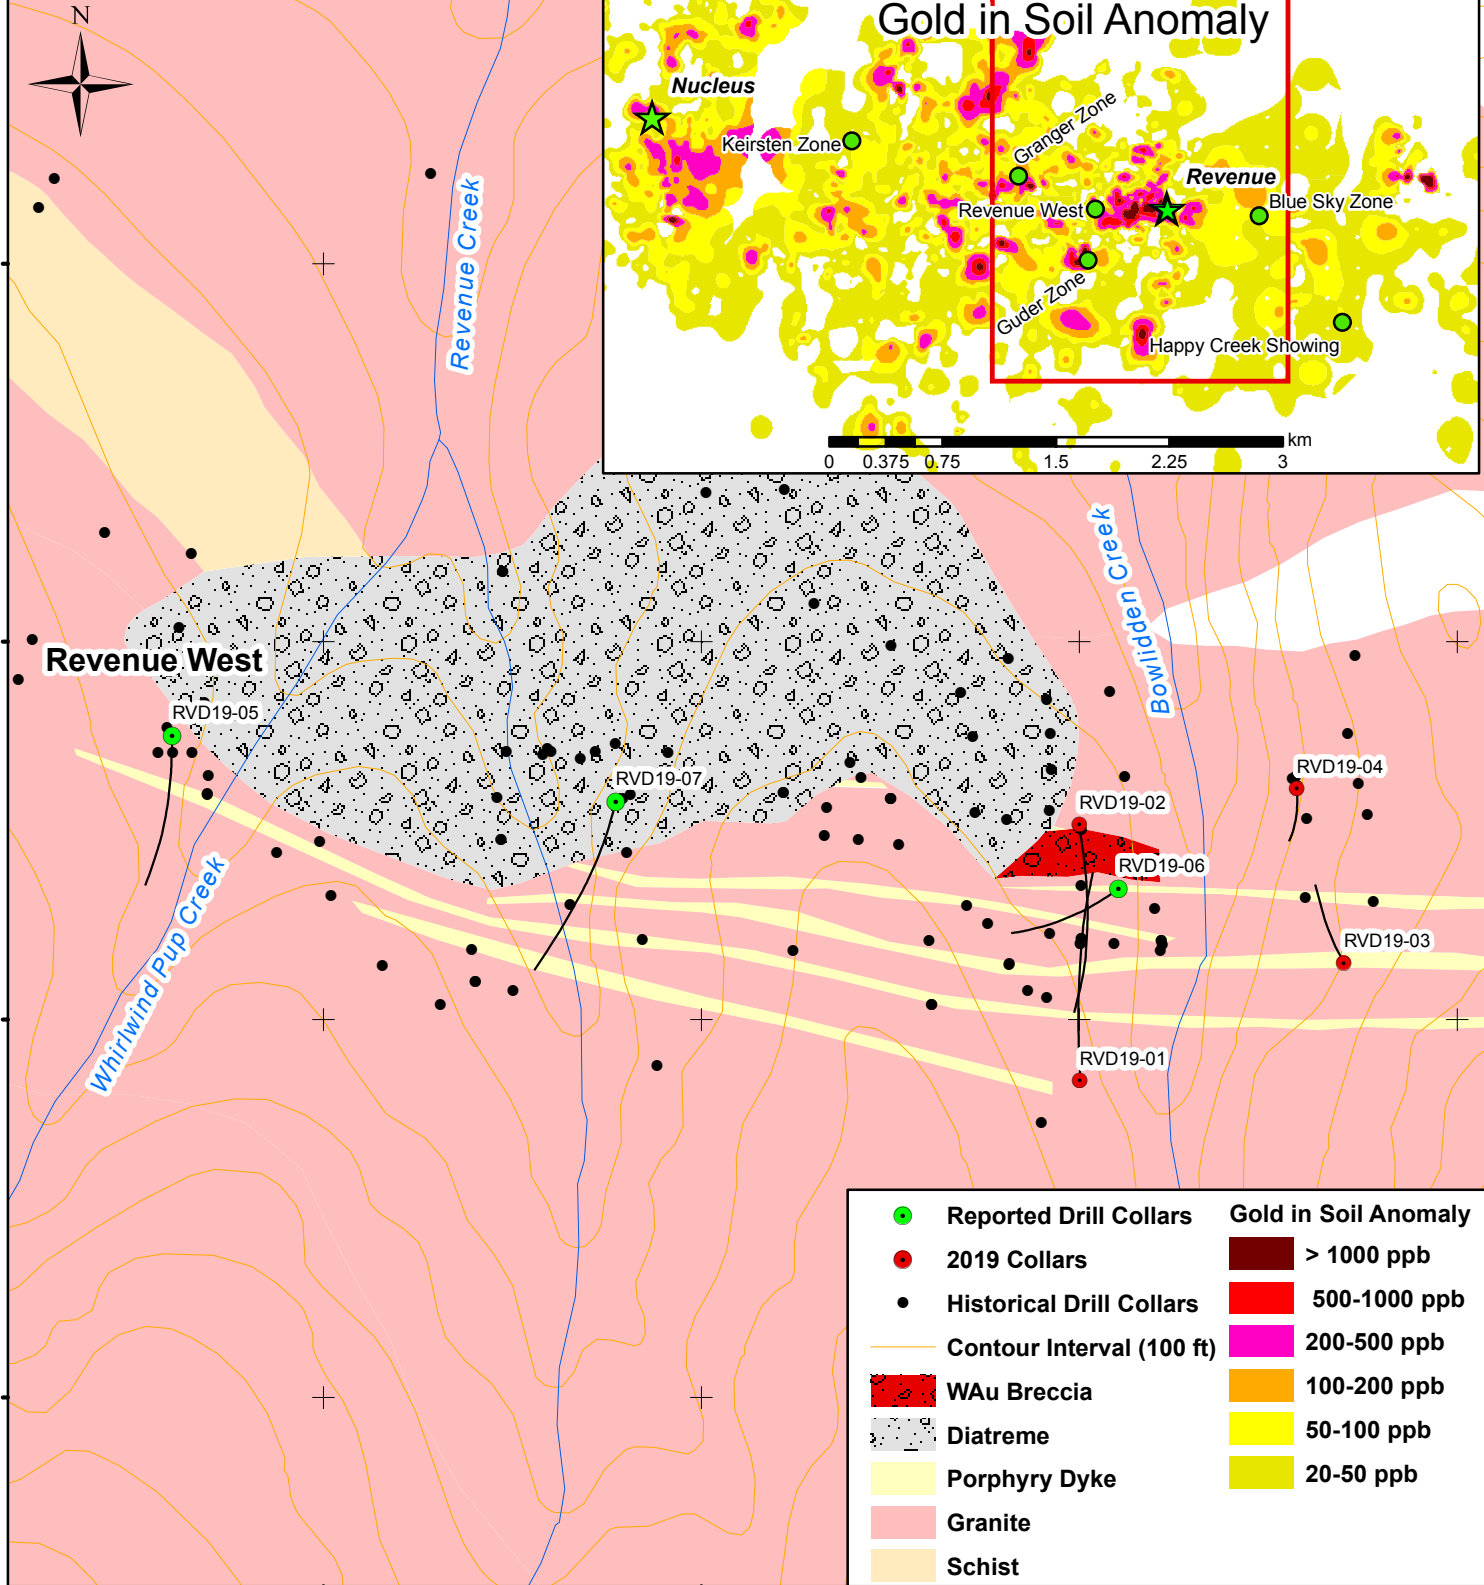 N
Gold in Soil Anomaly
Nucleus
Keirsten Zone
Granger Zone
Revenue
Revenue West
Blue Sky Zone
Guder Zone
Happy Creek Showing
km
0 0.375 0.75 1.5 2.25 3
Revenue Creek
Bowlidden Creek
Revenue West
RVD19-05
RVD19-07
RVD19-04
RVD19-02
RVD19-06
RVD19-03
Whirlwind Pup Creek
RVD19-01
Reported Drill Collars
2019 Collars
Historical Drill Collars
Contour Interval (100 ft)
WAu Breccia
Diatreme
Porphyry Dyke
Granite
Schist
Gold in Soil Anomaly
> 1000 ppb
500-1000 ppb
200-500 ppb
100-200 ppb
50-100 ppb
20-50 ppb